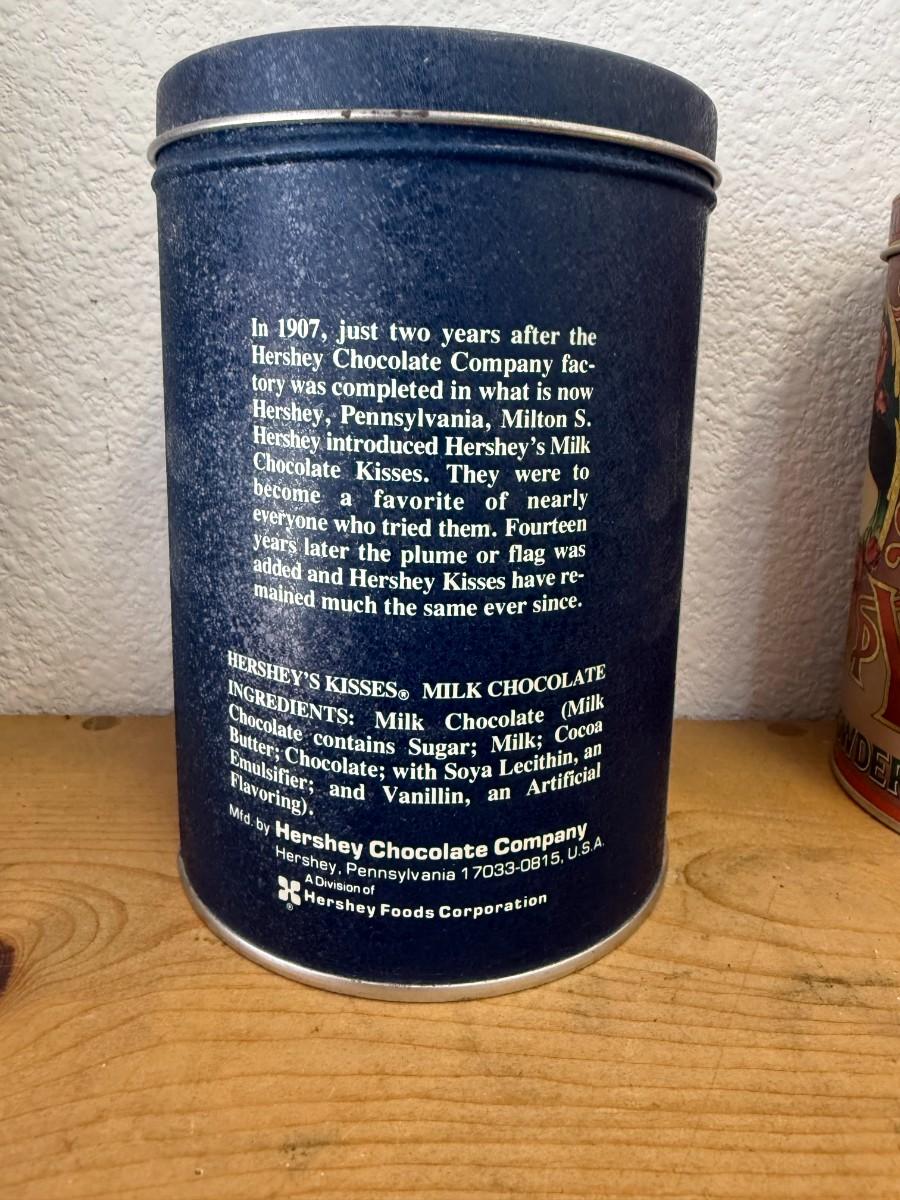 In 1907, just two years after the
Hershey Chocolate Company fac-
tory was completed in what is now
Hershey, Pennsylvania, Milton S.
Hershey introduced Hershey's Milk
Chocolate Kisses. They were to
become a favorite of nearly
everyone who tried them. Fourteen
years later the plume or flag was
added and Hershey Kisses have re-
mained much the same ever since.
HERSHEY'S KISSES® MILK CHOCOLATE
INGREDIENTS: Milk Chocolate (Milk
Chocolate contains Sugar; Milk; Cocoa
Butter; Chocolate; with Soya Lecithin, an
Emulsifier; and Vanillin, an Artificial
Flavoring).
Mfd. by Hershey Chocolate Company
Hershey, Pennsylvania 17033-0815, U.S.A.
A Division of
® Hershey Foods Corporation